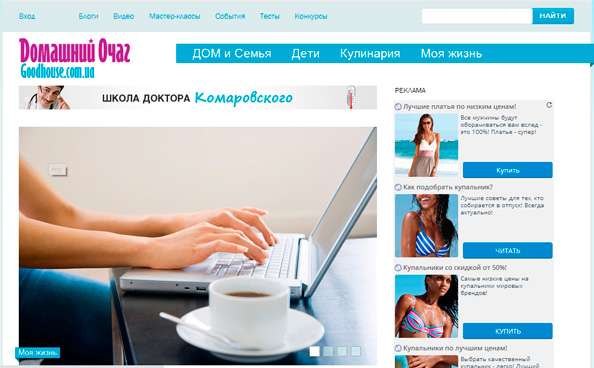 Вход
Блоги
Видео
Мастер-классы
События
Тесты
Конкурсы
НАЙТИ
Домашний Очаг
Goodhouse.com.ua
ДОМ и Семья
Дети
Кулинария
Моя жизнь
ШКОЛА ДОКТОРА Комаровского
Моя жизнь
РЕКЛАМА
Лучшие платья по низким ценам!
Все мужчины будут
оборачиваться вам вслед -
это 100%! Платья - супер!
Купить
Как подобрать купальник?
Лучшие советы для тех, кто
собирается в отпуск! Всегда
актуально!
ЧИТАТЬ
Купальники со скидкой от 50%!
Самые низкие цены на
купальники мировых
брендов!
КУПИТЬ
Купальники по лучшим ценам!
Выбрать качественный
купальник - легко! Лучший